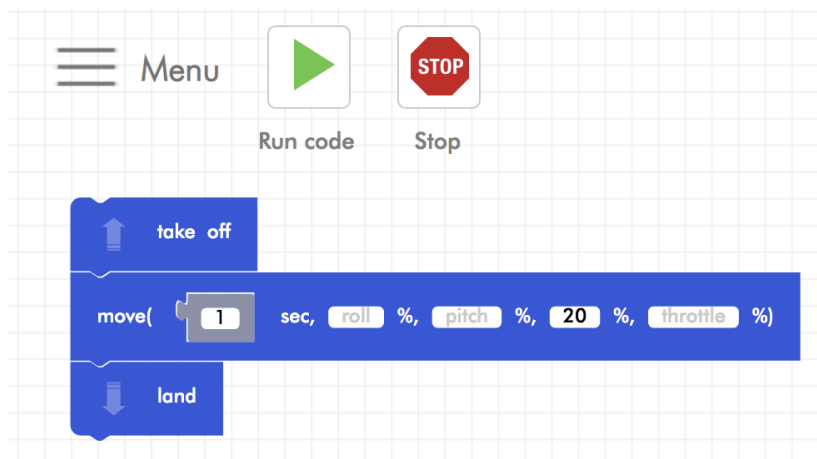 Menu
STOP
Run code
Stop
take off
move( 1 sec, roll %, pitch %, 20 %, throttle %)
land